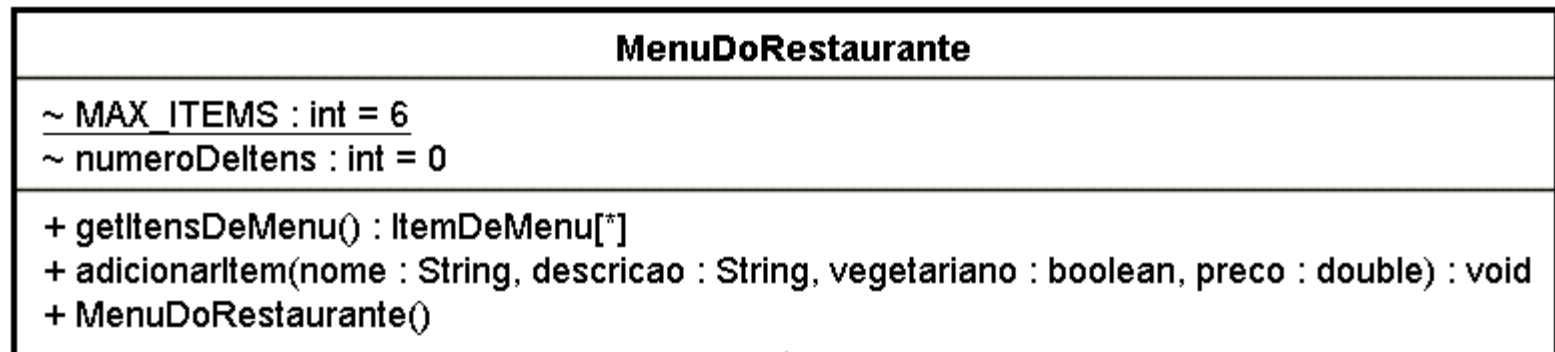 MenuDoRestaurante
~ MAX_ITEMS : int = 6
~ numeroDeItens : int = 0
+ getItensDeMenu() : ItemDeMenu[*]
+ adicionarItem(nome : String, descricao : String, vegetariano : boolean, preco : double) : void
+ MenuDoRestaurante()